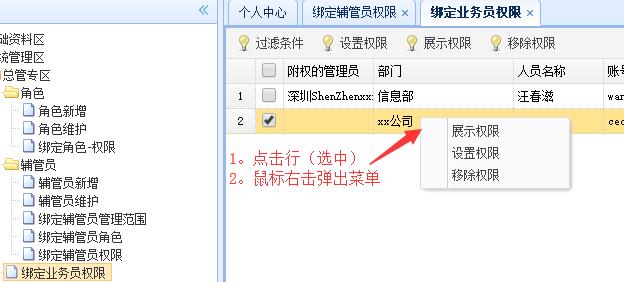 个人中心 绑定辅管员权限 × 绑定业务员权限 ×
过滤条件 设置权限 展示权限 移除权限
附权的管理员 部门 人员名称 账号
1 深圳ShenZhenxx 信息部 汪春滋 wan
2 xx公司 ceo
展示权限
设置权限
移除权限
1。点击行（选中）
2。鼠标右击弹出菜单
础资料区
统管理区
总管专区
角色
角色新增
角色维护
绑定角色-权限
辅管员
辅管员新增
辅管员维护
绑定辅管员管理范围
绑定辅管员角色
绑定辅管员权限
绑定业务员权限